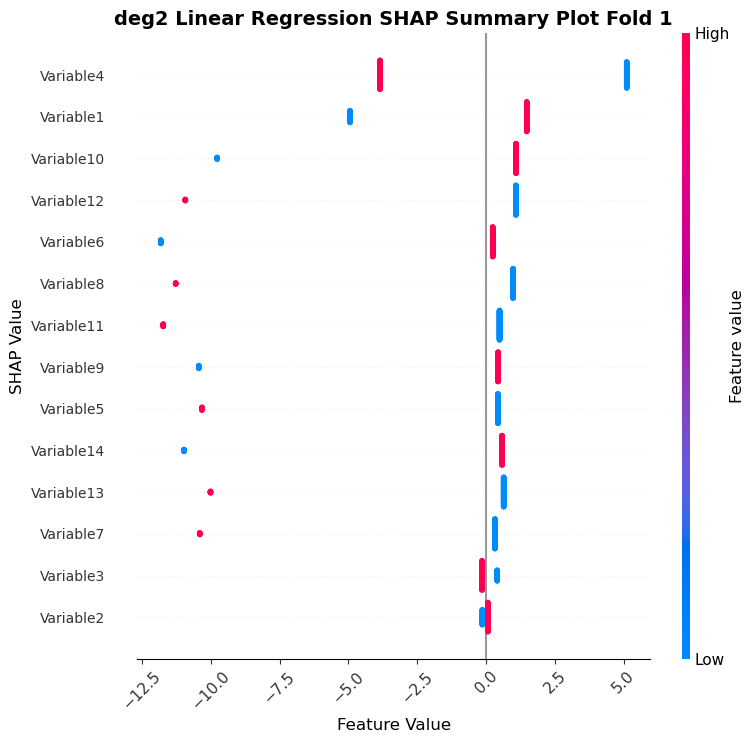 deg2 Linear Regression SHAP Summary Plot Fold 1
High
Variable4
Variable1
Variable10
Variable12
Variable6
Variable8
Variable11
Variable9
Variable5
Variable14
Variable13
Variable7
Variable3
Variable2
SHAP Value
Feature value
Low
−12.5 −10.0 −7.5 −5.0 −2.5 0.0 2.5 5.0
Feature Value